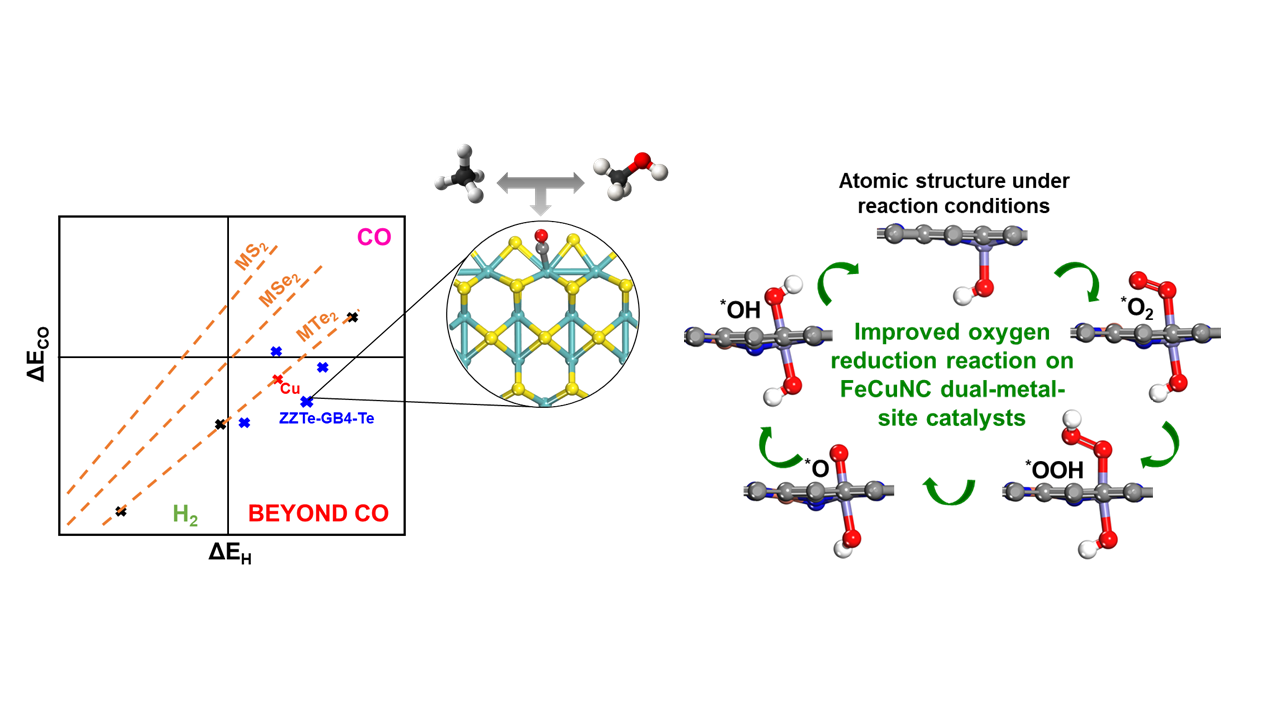 MS₂
MSe₂
MTe₂
CO
Cu
ZZTe-GB4-Te
H₂
BEYOND CO
ΔE_CO
ΔE_H
Atomic structure under
reaction conditions
*OH
*O₂
Improved oxygen
reduction reaction on
FeCuNC dual-metal-
site catalysts
*O
*OOH